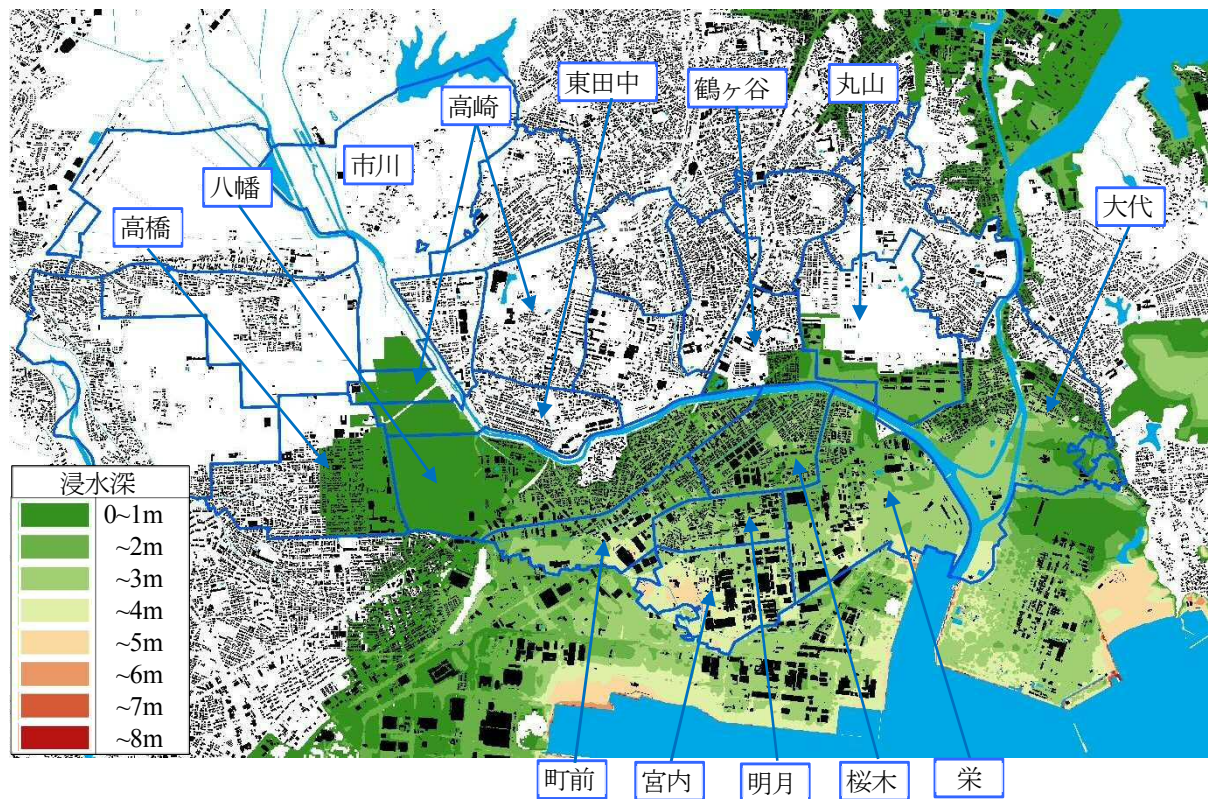 東田中
鶴ヶ谷
丸山
高崎
市川
八幡
大代
高橋
浸水深
0~1m
~2m
~3m
~4m
~5m
~6m
~7m
~8m
町前
宮内
明月
桜木
栄